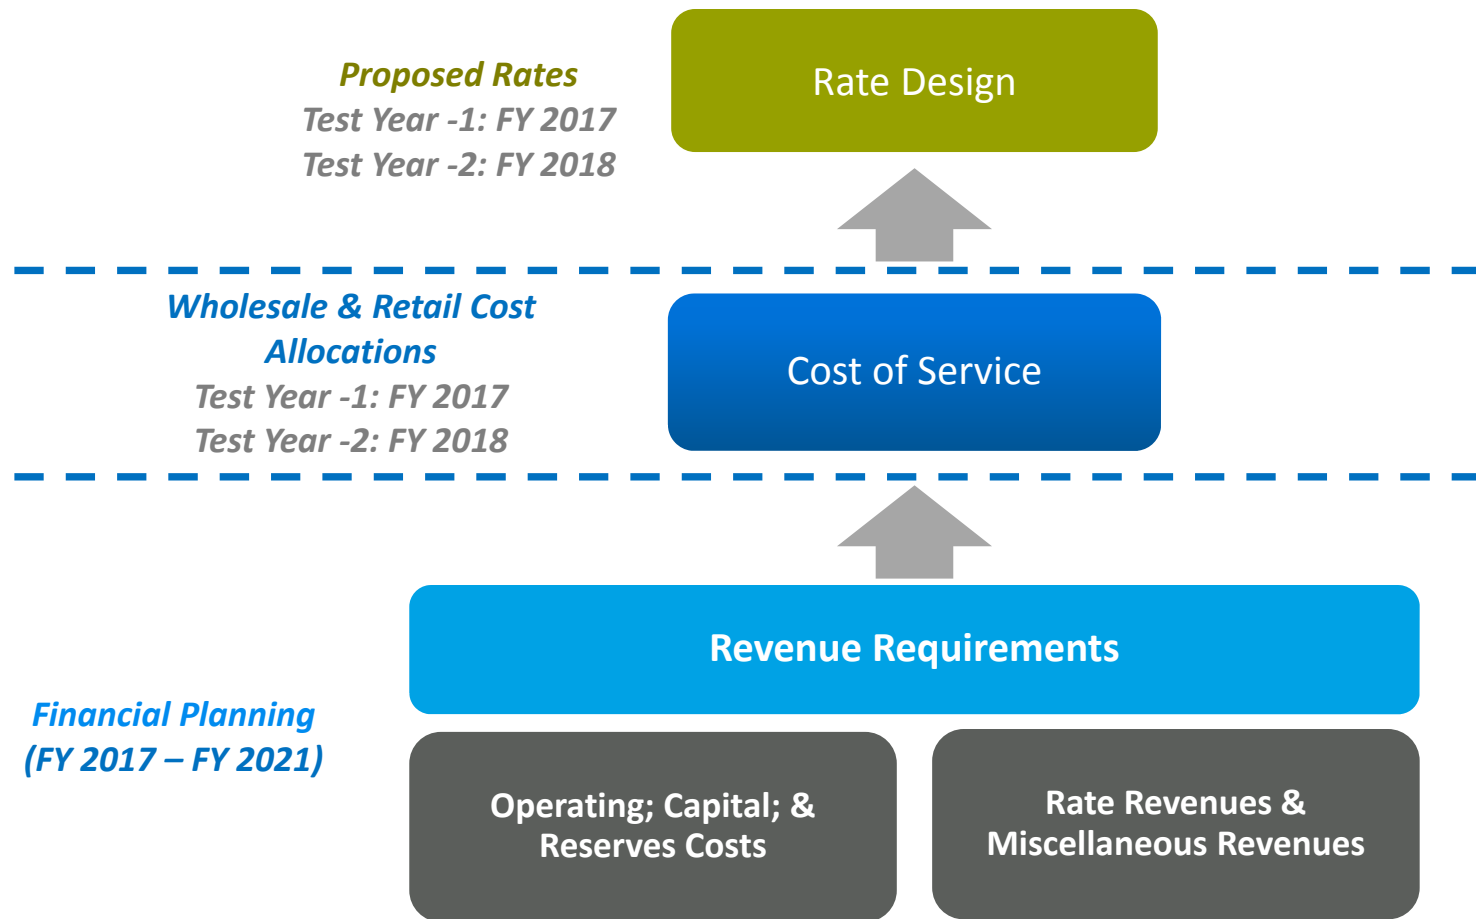 Proposed Rates
Test Year -1: FY 2017
Test Year -2: FY 2018
Rate Design
Wholesale & Retail Cost
Allocations
Test Year -1: FY 2017
Test Year -2: FY 2018
Cost of Service
Revenue Requirements
Financial Planning
(FY 2017 – FY 2021)
Operating; Capital; &
Reserves Costs
Rate Revenues &
Miscellaneous Revenues